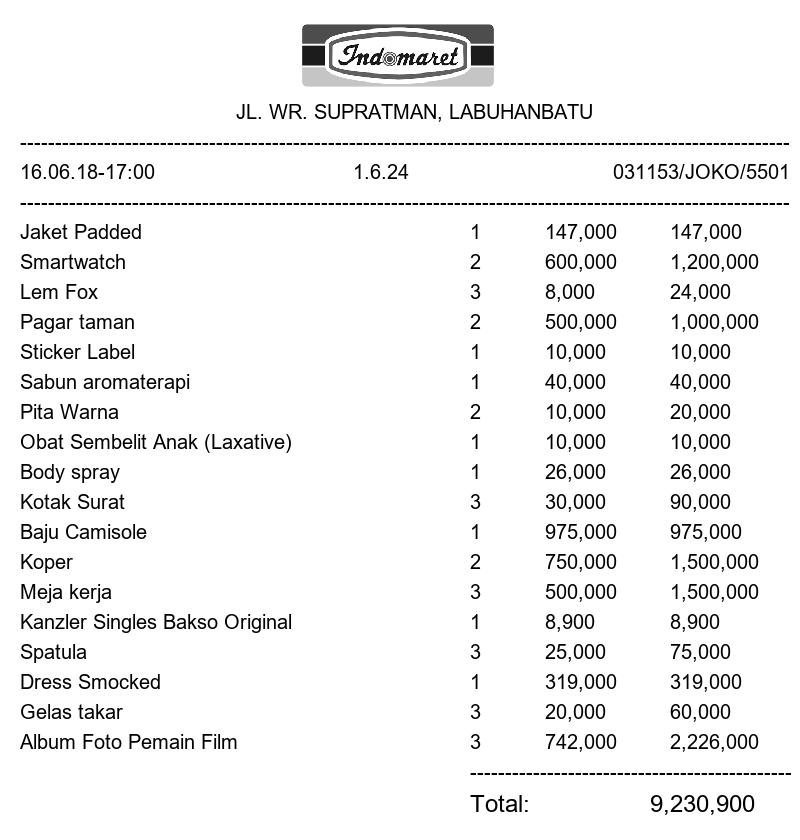 Indomaret
JL. WR. SUPRATMAN, LABUHANBATU
16.06.18-17:00 1.6.24 031153/JOKO/5501
Jaket Padded 1 147,000 147,000
Smartwatch 2 600,000 1,200,000
Lem Fox 3 8,000 24,000
Pagar taman 2 500,000 1,000,000
Sticker Label 1 10,000 10,000
Sabun aromaterapi 1 40,000 40,000
Pita Warna 2 10,000 20,000
Obat Sembelit Anak (Laxative) 1 10,000 10,000
Body spray 1 26,000 26,000
Kotak Surat 3 30,000 90,000
Baju Camisole 1 975,000 975,000
Koper 2 750,000 1,500,000
Meja kerja 3 500,000 1,500,000
Kanzler Singles Bakso Original 1 8,900 8,900
Spatula 3 25,000 75,000
Dress Smocked 1 319,000 319,000
Gelas takar 3 20,000 60,000
Album Foto Pemain Film 3 742,000 2,226,000
Total: 9,230,900